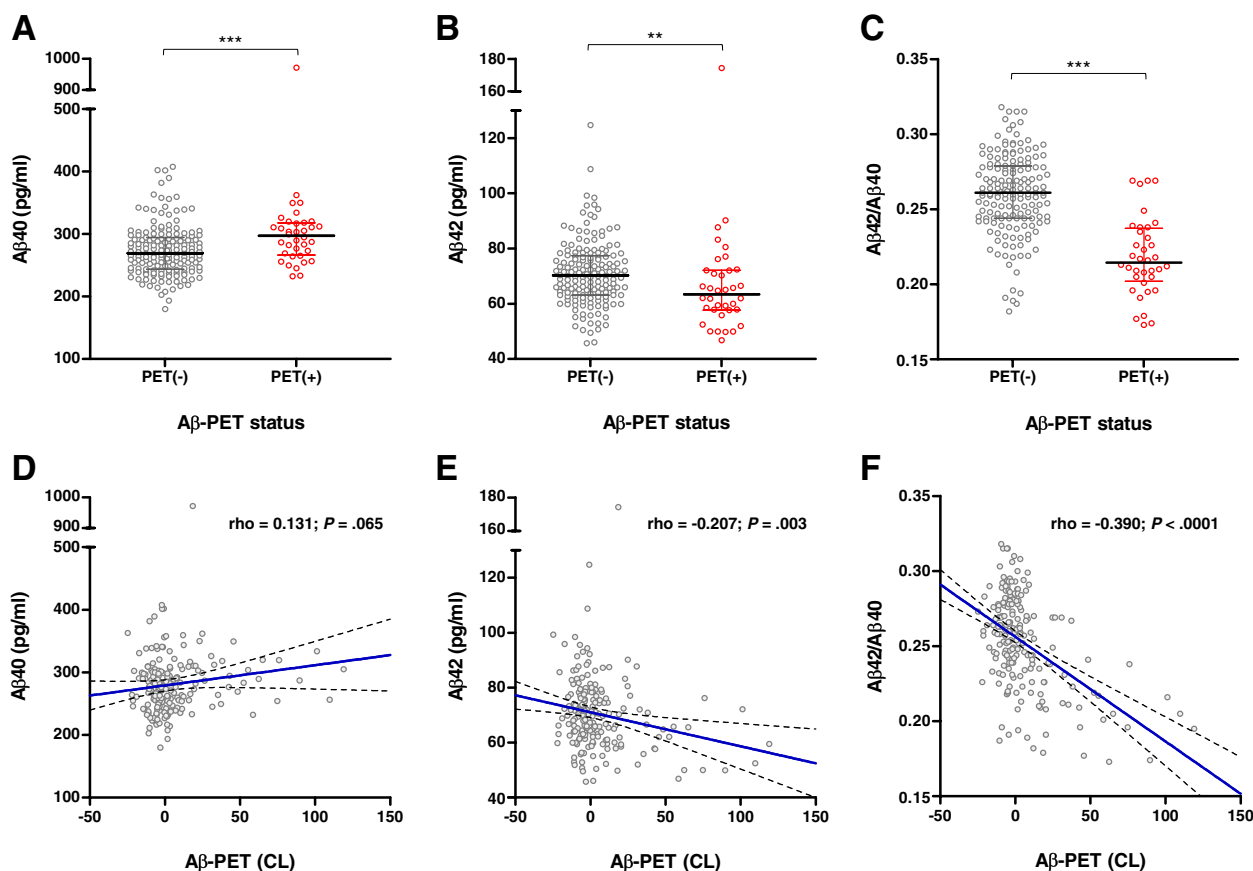 A
***
1000
900
500
400
300
200
100
Aβ40 (pg/ml)
PET(-)
PET(+)
Aβ-PET status
B
**
180
160
120
100
80
60
40
Aβ42 (pg/ml)
PET(-)
PET(+)
Aβ-PET status
C
***
0.35
0.30
0.25
0.20
0.15
Aβ42/Aβ40
PET(-)
PET(+)
Aβ-PET status
D
rho = 0.131; P = .065
1000
900
500
400
300
200
100
Aβ40 (pg/ml)
-50 0 50 100 150
Aβ-PET (CL)
E
rho = -0.207; P = .003
180
160
120
100
80
60
40
Aβ42 (pg/ml)
-50 0 50 100 150
Aβ-PET (CL)
F
rho = -0.390; P < .0001
0.35
0.30
0.25
0.20
0.15
Aβ42/Aβ40
-50 0 50 100 150
Aβ-PET (CL)